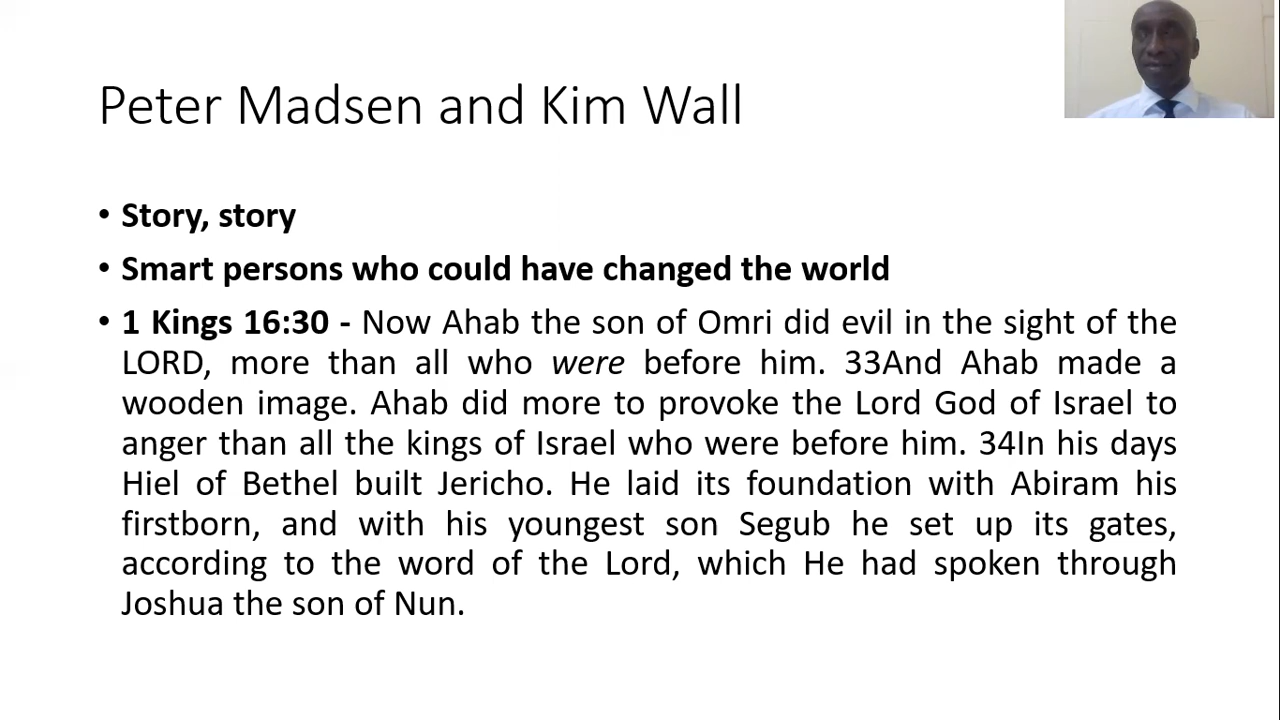 Peter Madsen and Kim Wall
• Story, story
• Smart persons who could have changed the world
• 1 Kings 16:30 - Now Ahab the son of Omri did evil in the sight of the
LORD, more than all who were before him. 33And Ahab made a
wooden image. Ahab did more to provoke the Lord God of Israel to
anger than all the kings of Israel who were before him. 34In his days
Hiel of Bethel built Jericho. He laid its foundation with Abiram his
firstborn, and with his youngest son Segub he set up its gates,
according to the word of the Lord, which He had spoken through
Joshua the son of Nun.